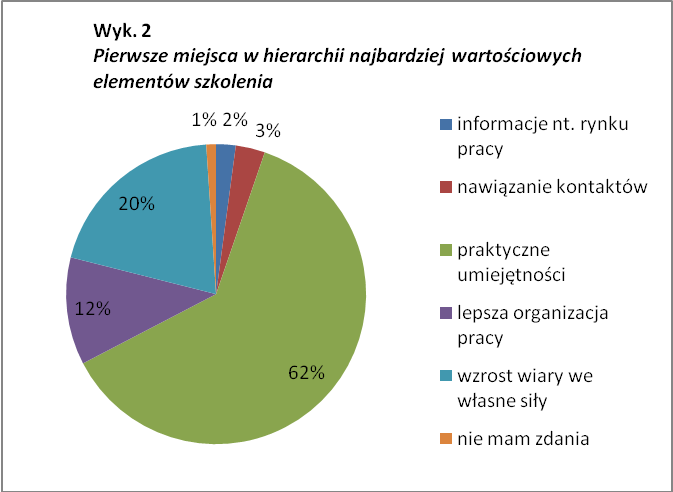 Wyk. 2
Pierwsze miejsca w hierarchii najbardziej wartościowych
elementów szkolenia
1%
2%
3%
20%
12%
62%
informacje nt. rynku
pracy
nawiązanie kontaktów
praktyczne
umiejętności
lepsza organizacja
pracy
wzrost wiary we
własne siły
nie mam zdania